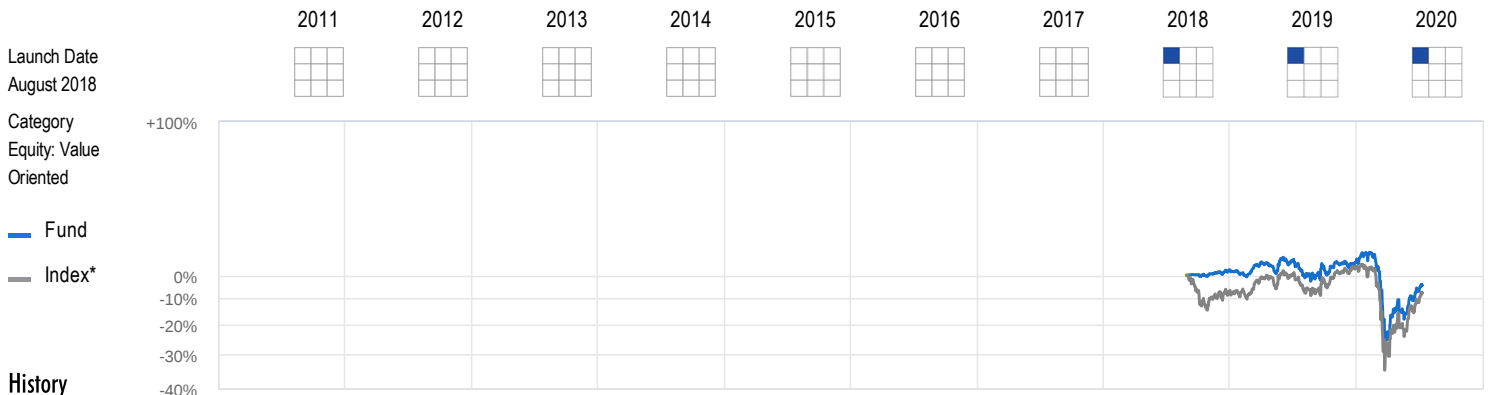 2011 2012 2013 2014 2015 2016 2017 2018 2019 2020
Launch Date
August 2018
Category
Equity: Value
Oriented
+100%
Fund
Index*
0%
-10%
-20%
-30%
-40%
History